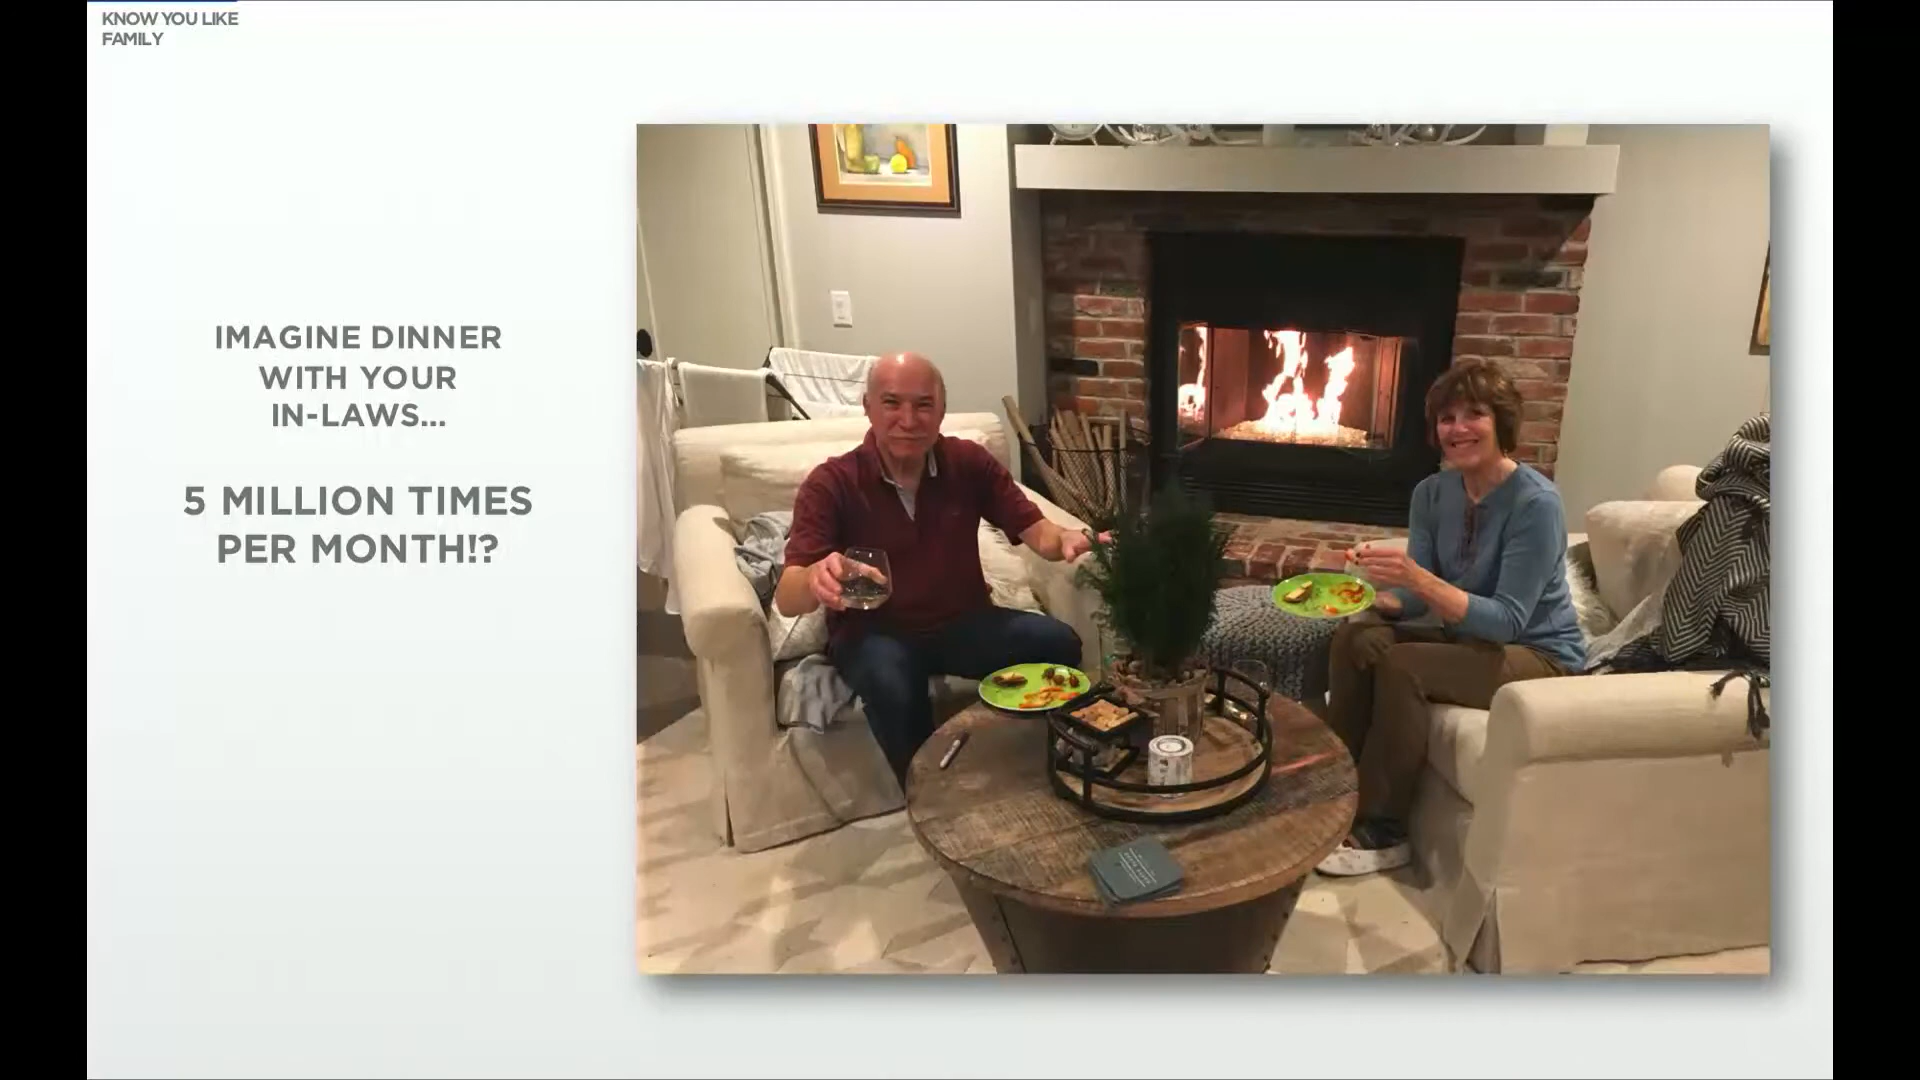 KNOW YOU LIKE
FAMILY
IMAGINE DINNER
WITH YOUR
IN-LAWS...
5 MILLION TIMES
PER MONTH!?